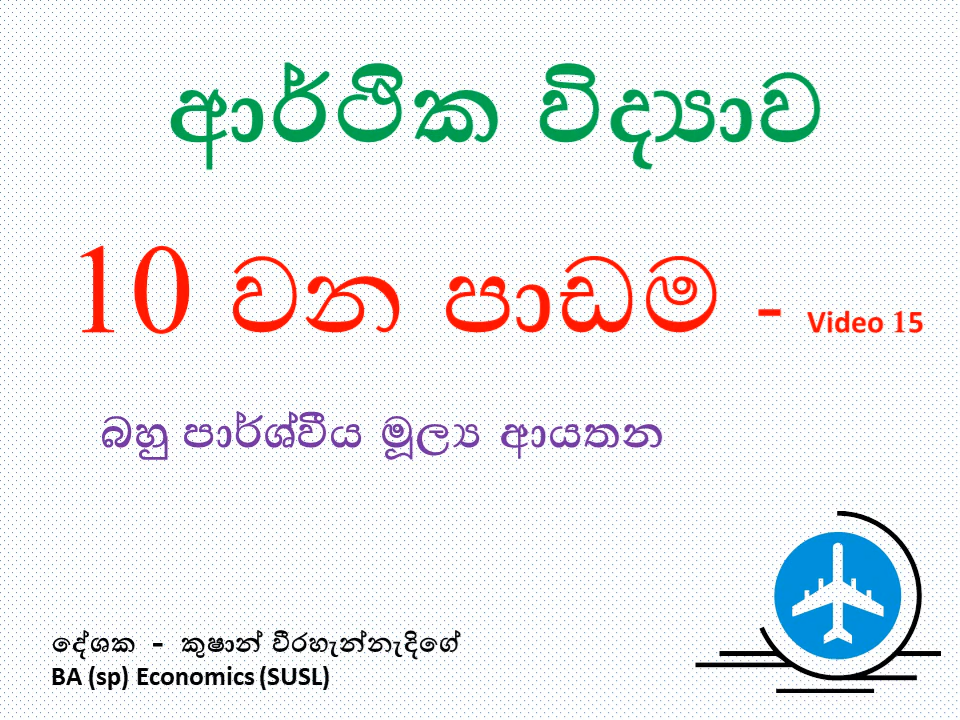 ආර්ථික විද්‍යාව
10 වන පාඩම - Video 15
බහු පාර්ශ්වීය මූල්‍ය ආයතන
දේශක - කුෂාන් වීරහැන්නැදිගේ
BA (sp) Economics (SUSL)